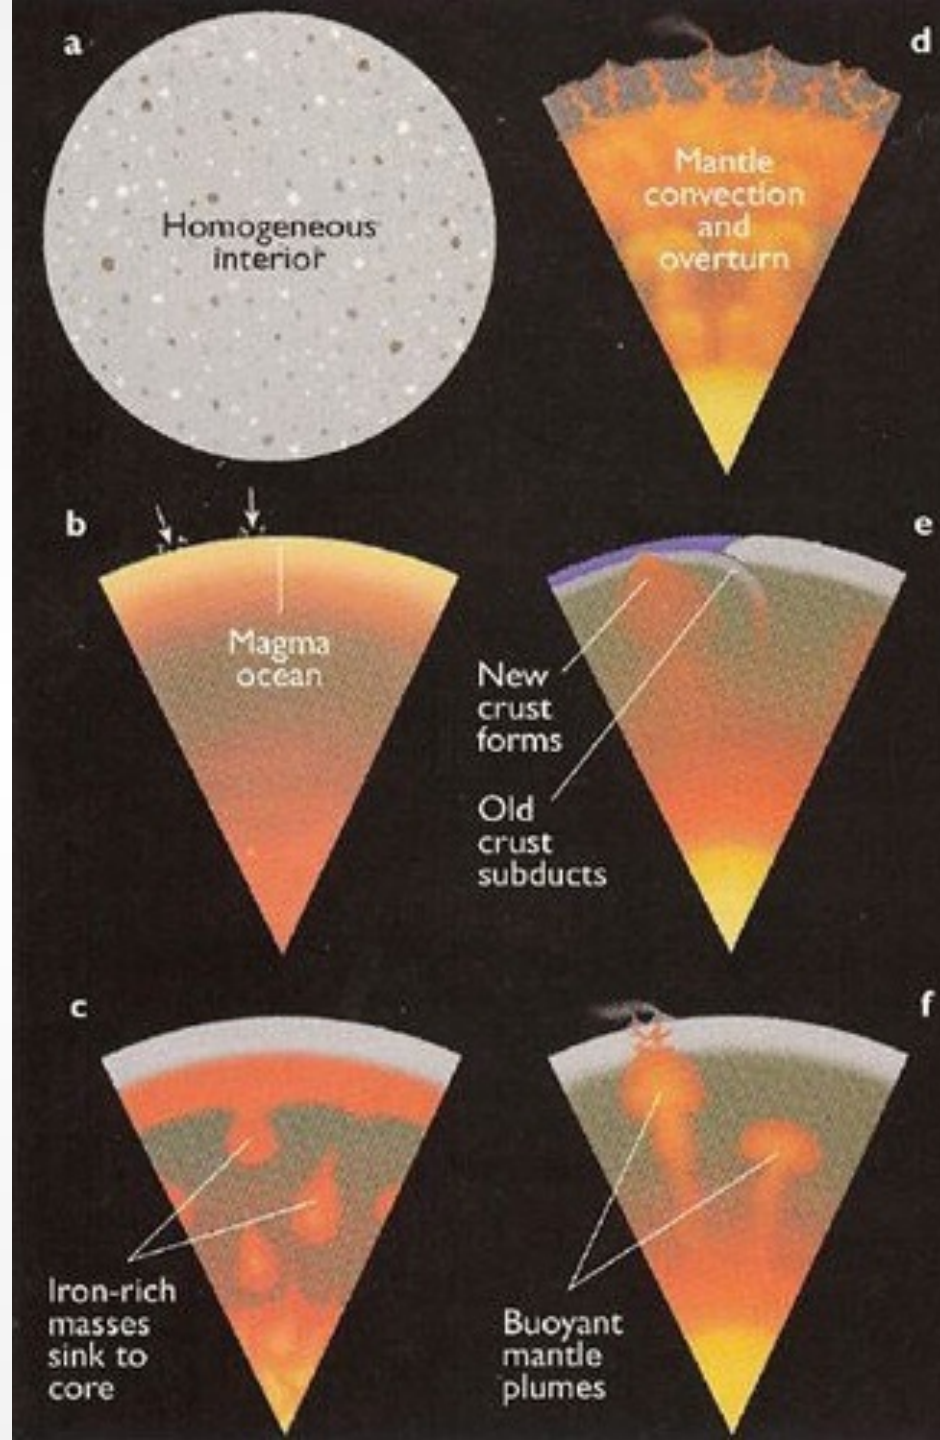 a
Homogeneous
interior
b
Magma
ocean
c
Iron-rich
masses
sink to
core
d
Mantle
convection
and
overturn
e
New
crust
forms
Old
crust
subducts
f
Buoyant
mantle
plumes